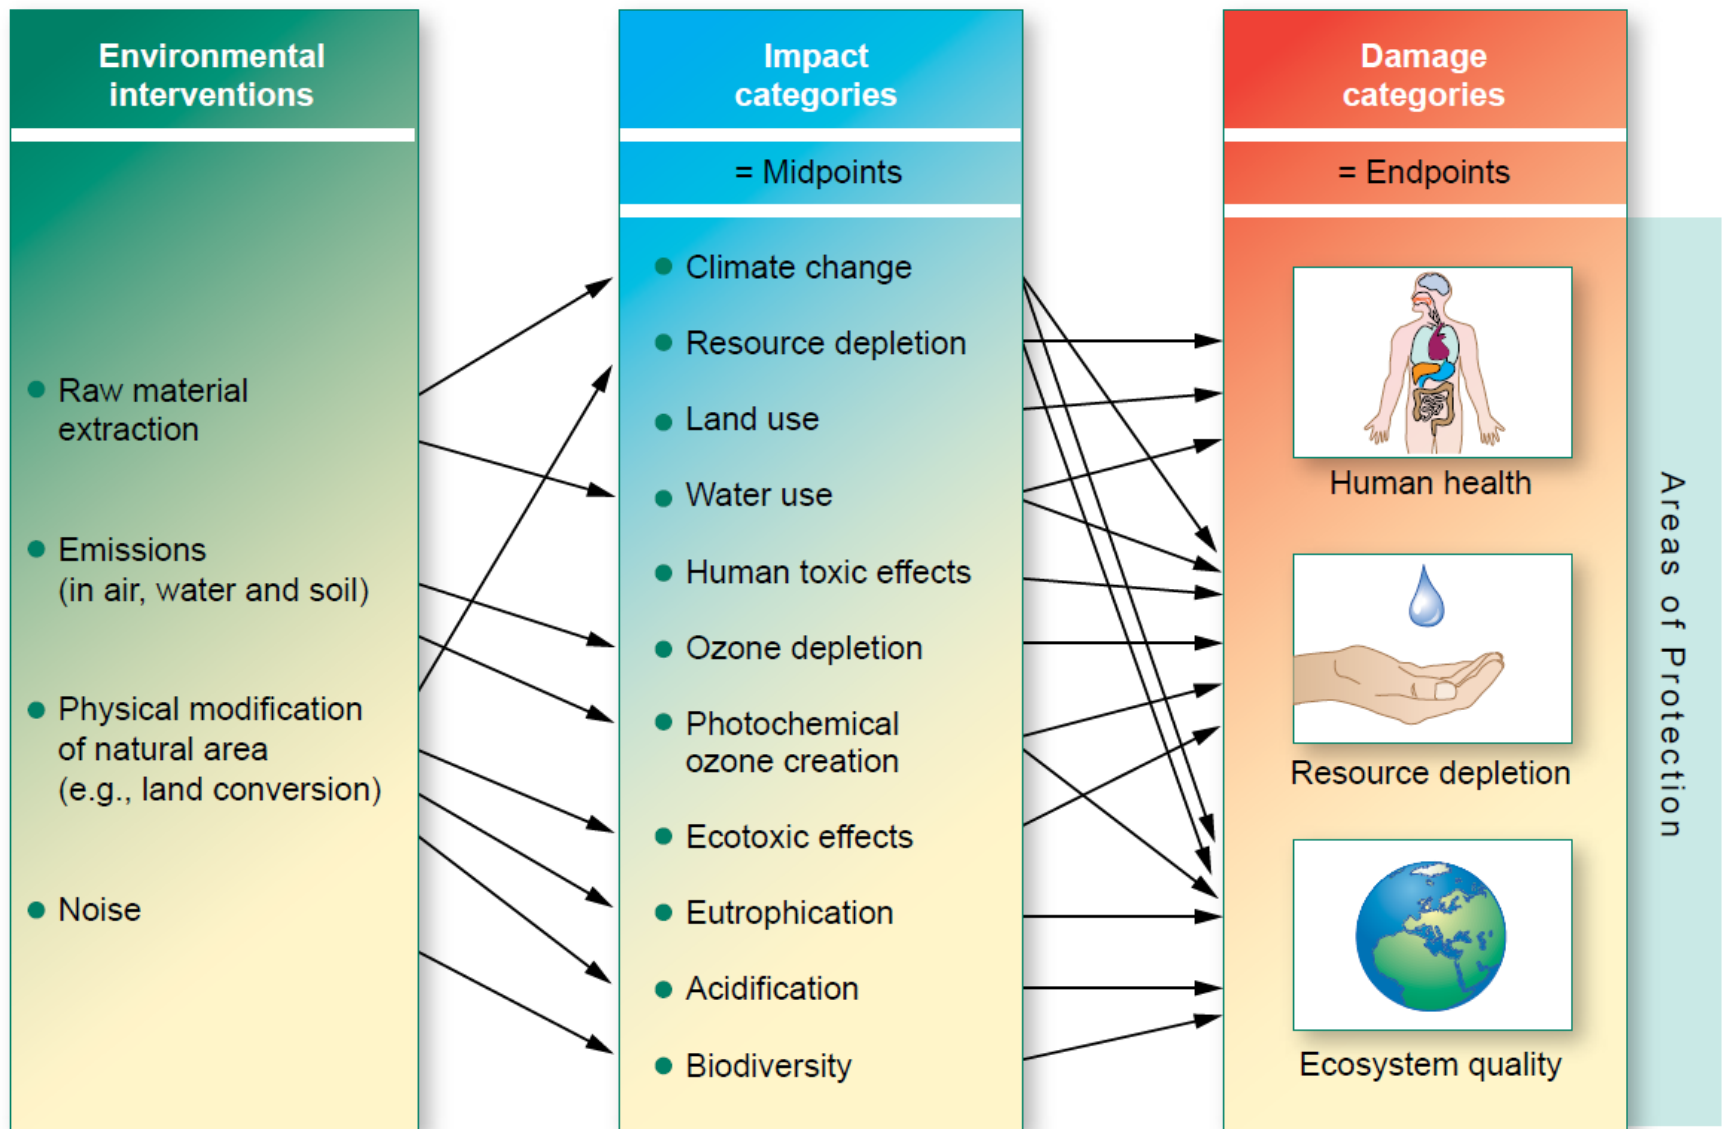 Environmental
interventions
Raw material
extraction
Emissions
(in air, water and soil)
Physical modification
of natural area
(e.g., land conversion)
Noise
Impact
categories
= Midpoints
Climate change
Resource depletion
Land use
Water use
Human toxic effects
Ozone depletion
Photochemical
ozone creation
Ecotoxic effects
Eutrophication
Acidification
Biodiversity
Damage
categories
= Endpoints
Human health
Resource depletion
Ecosystem quality
Areas of Protection